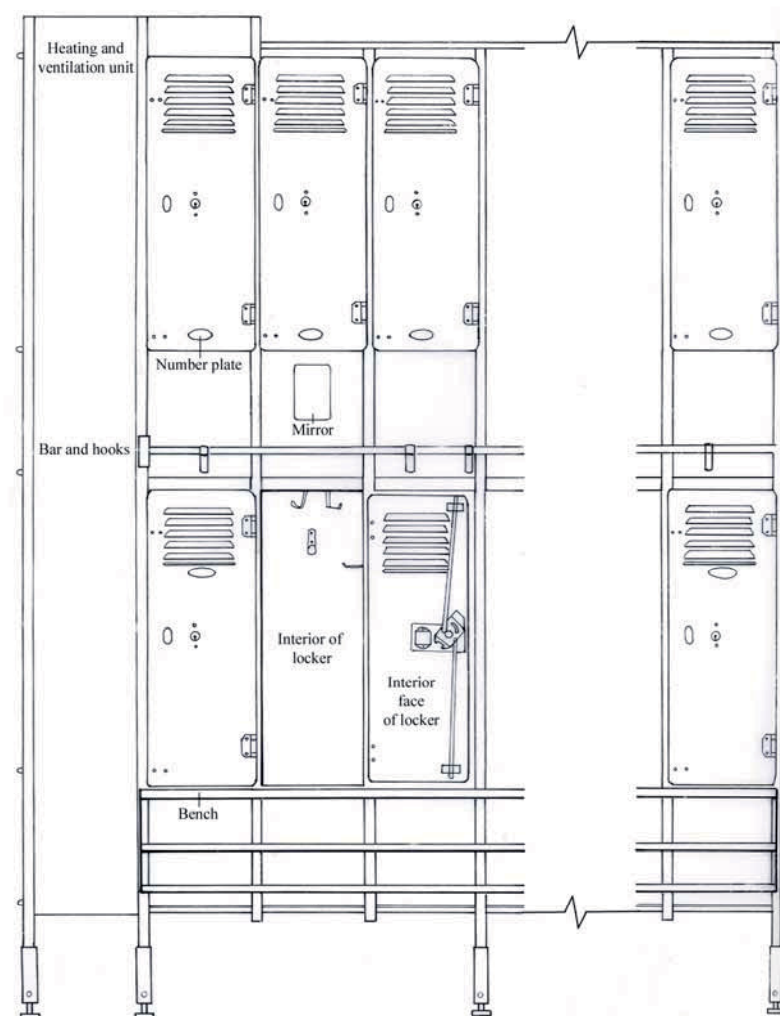 Heating and
ventilation unit
Number plate
Mirror
Bar and hooks
Interior of
locker
Interior
face
of locker
Bench